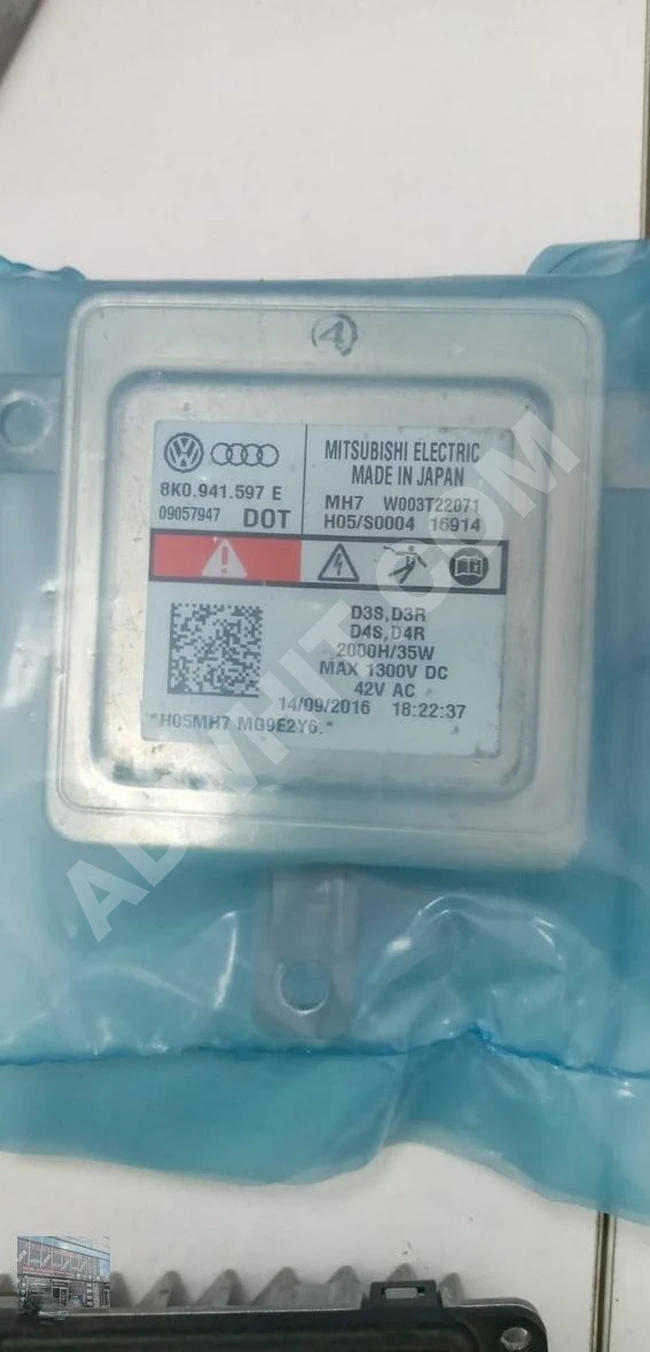 4
8K0.941.597 E
09057947 DOT
MITSUBISHI ELECTRIC
MADE IN JAPAN
MH7 W003T22071
H05/S0004 16914
D3S,D3R
D4S,D4R
2000H/35W
MAX 1300V DC
42V AC
14/09/2016 18:22:37
*H05MH7 MG9E2Y6.*
ADAWHIT.COM